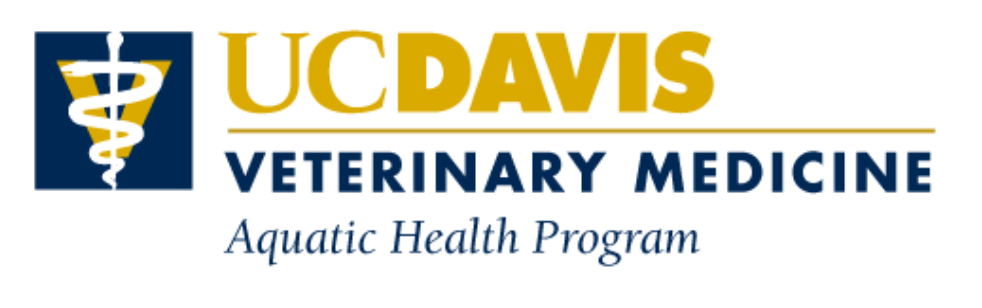 UCDAVIS
VETERINARY MEDICINE
Aquatic Health Program